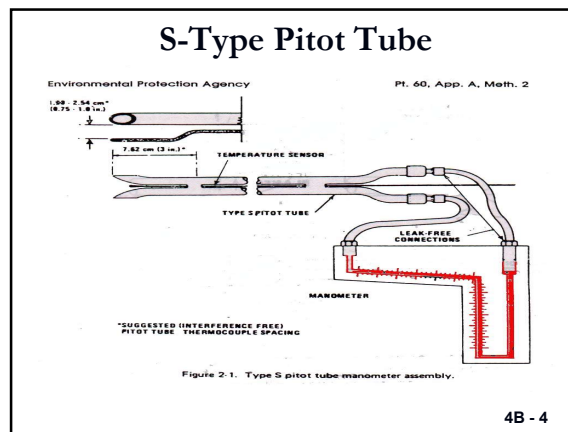 S-Type Pitot Tube
Environmental Protection Agency
Pt. 60, App. A, Meth. 2
1.90 - 2.54 cm*
(0.75 - 1.0 in.)
7.62 cm (3 in.)*
TEMPERATURE SENSOR
TYPE S PITOT TUBE
LEAK-FREE
CONNECTIONS
MANOMETER
*SUGGESTED (INTERFERENCE FREE)
PITOT TUBE THERMOCOUPLE SPACING
Figure 2-1. Type S pitot tube manometer assembly.
4B - 4